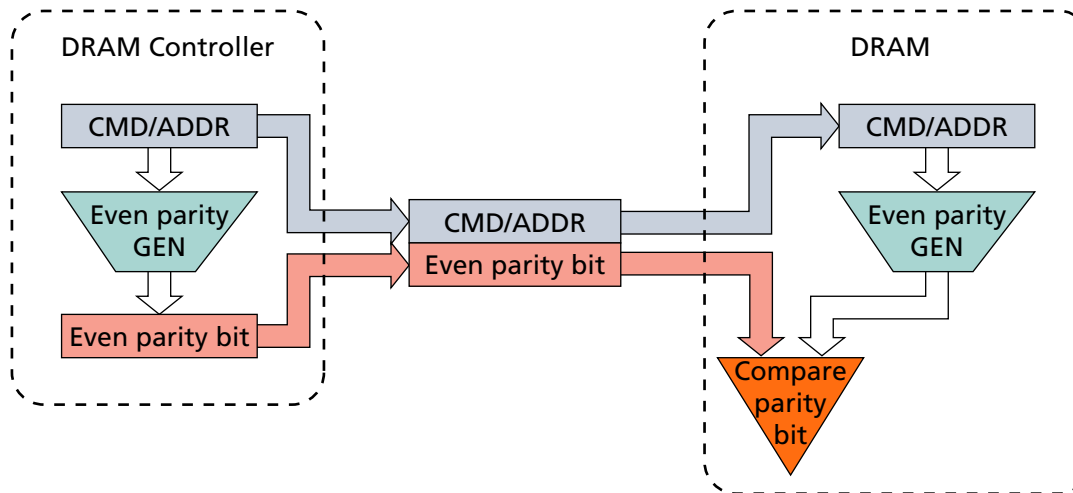 DRAM Controller
CMD/ADDR
Even parity
GEN
Even parity bit
CMD/ADDR
Even parity bit
DRAM
CMD/ADDR
Even parity
GEN
Compare
parity
bit